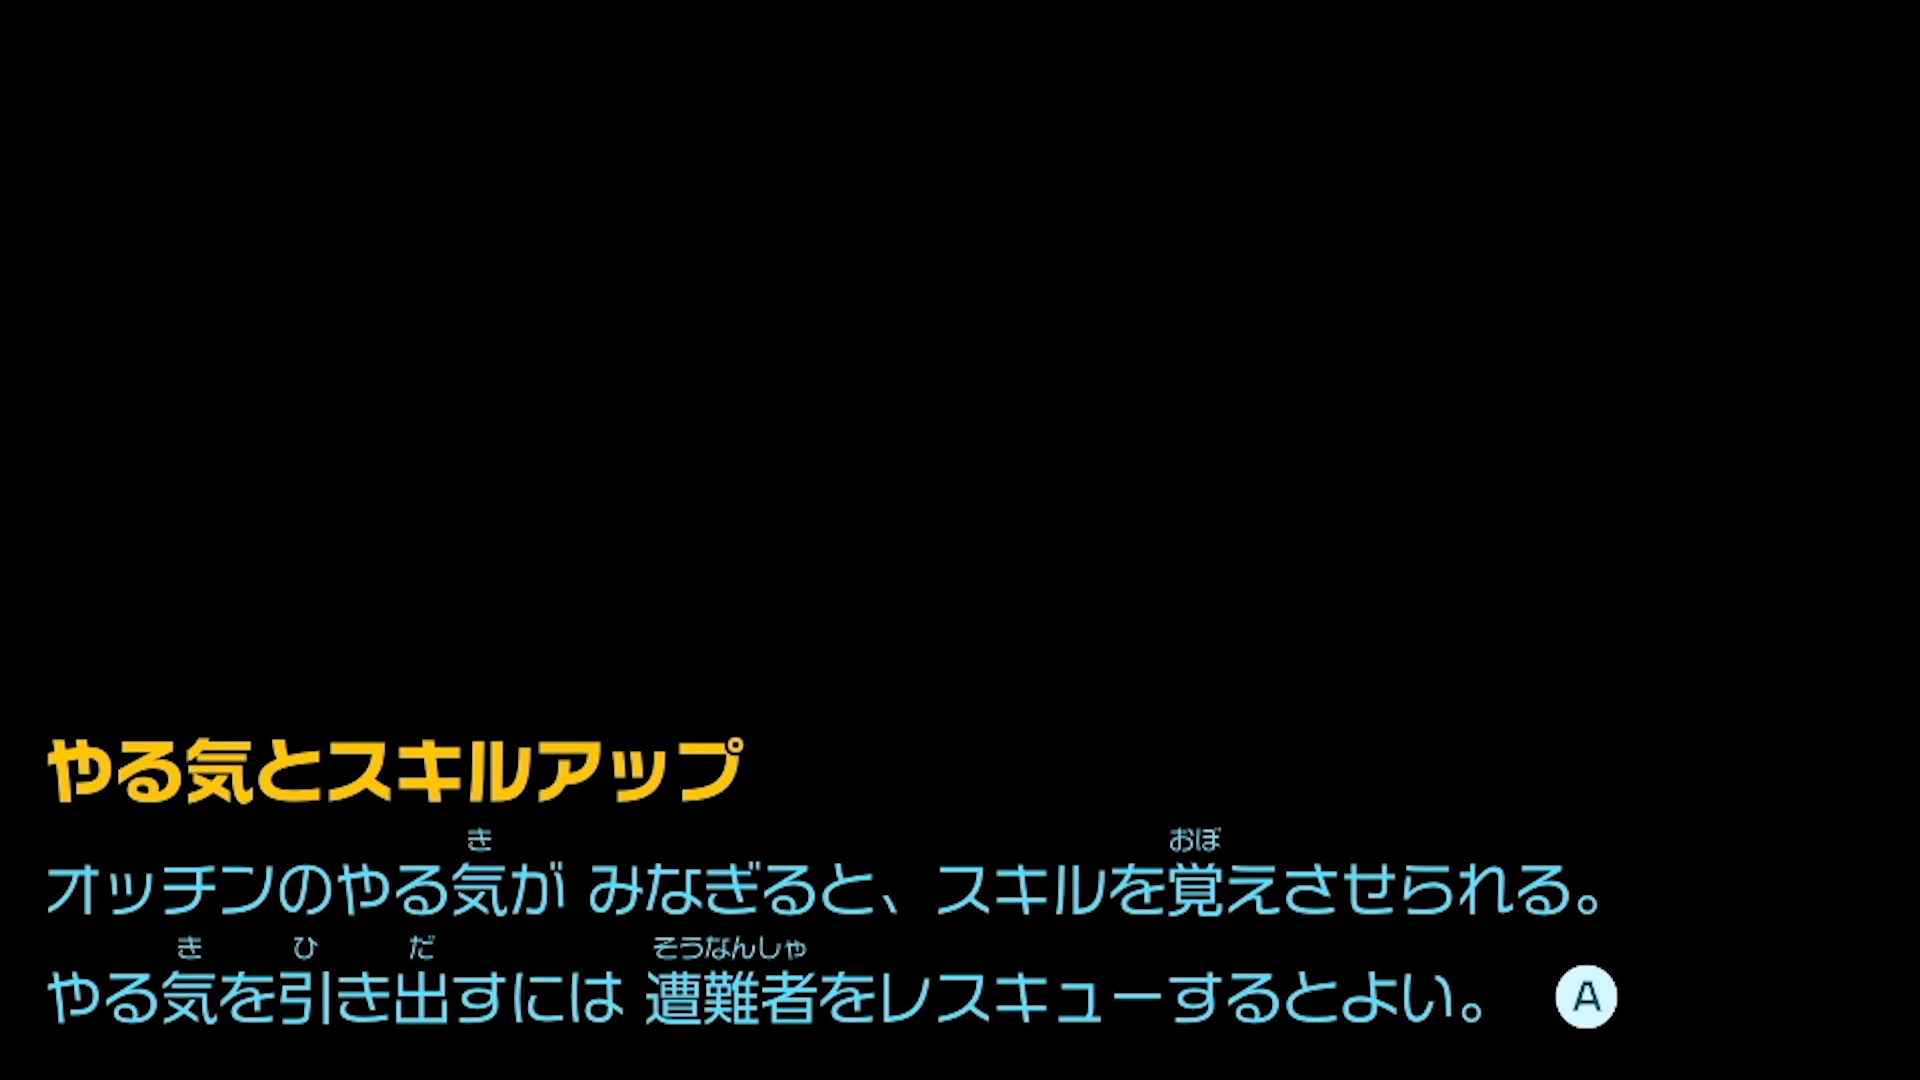 やる気とスキルアップ
オッチンのやる気が みなぎると、スキルを覚えさせられる。
やる気を引き出すには 遭難者をレスキューするとよい。 A